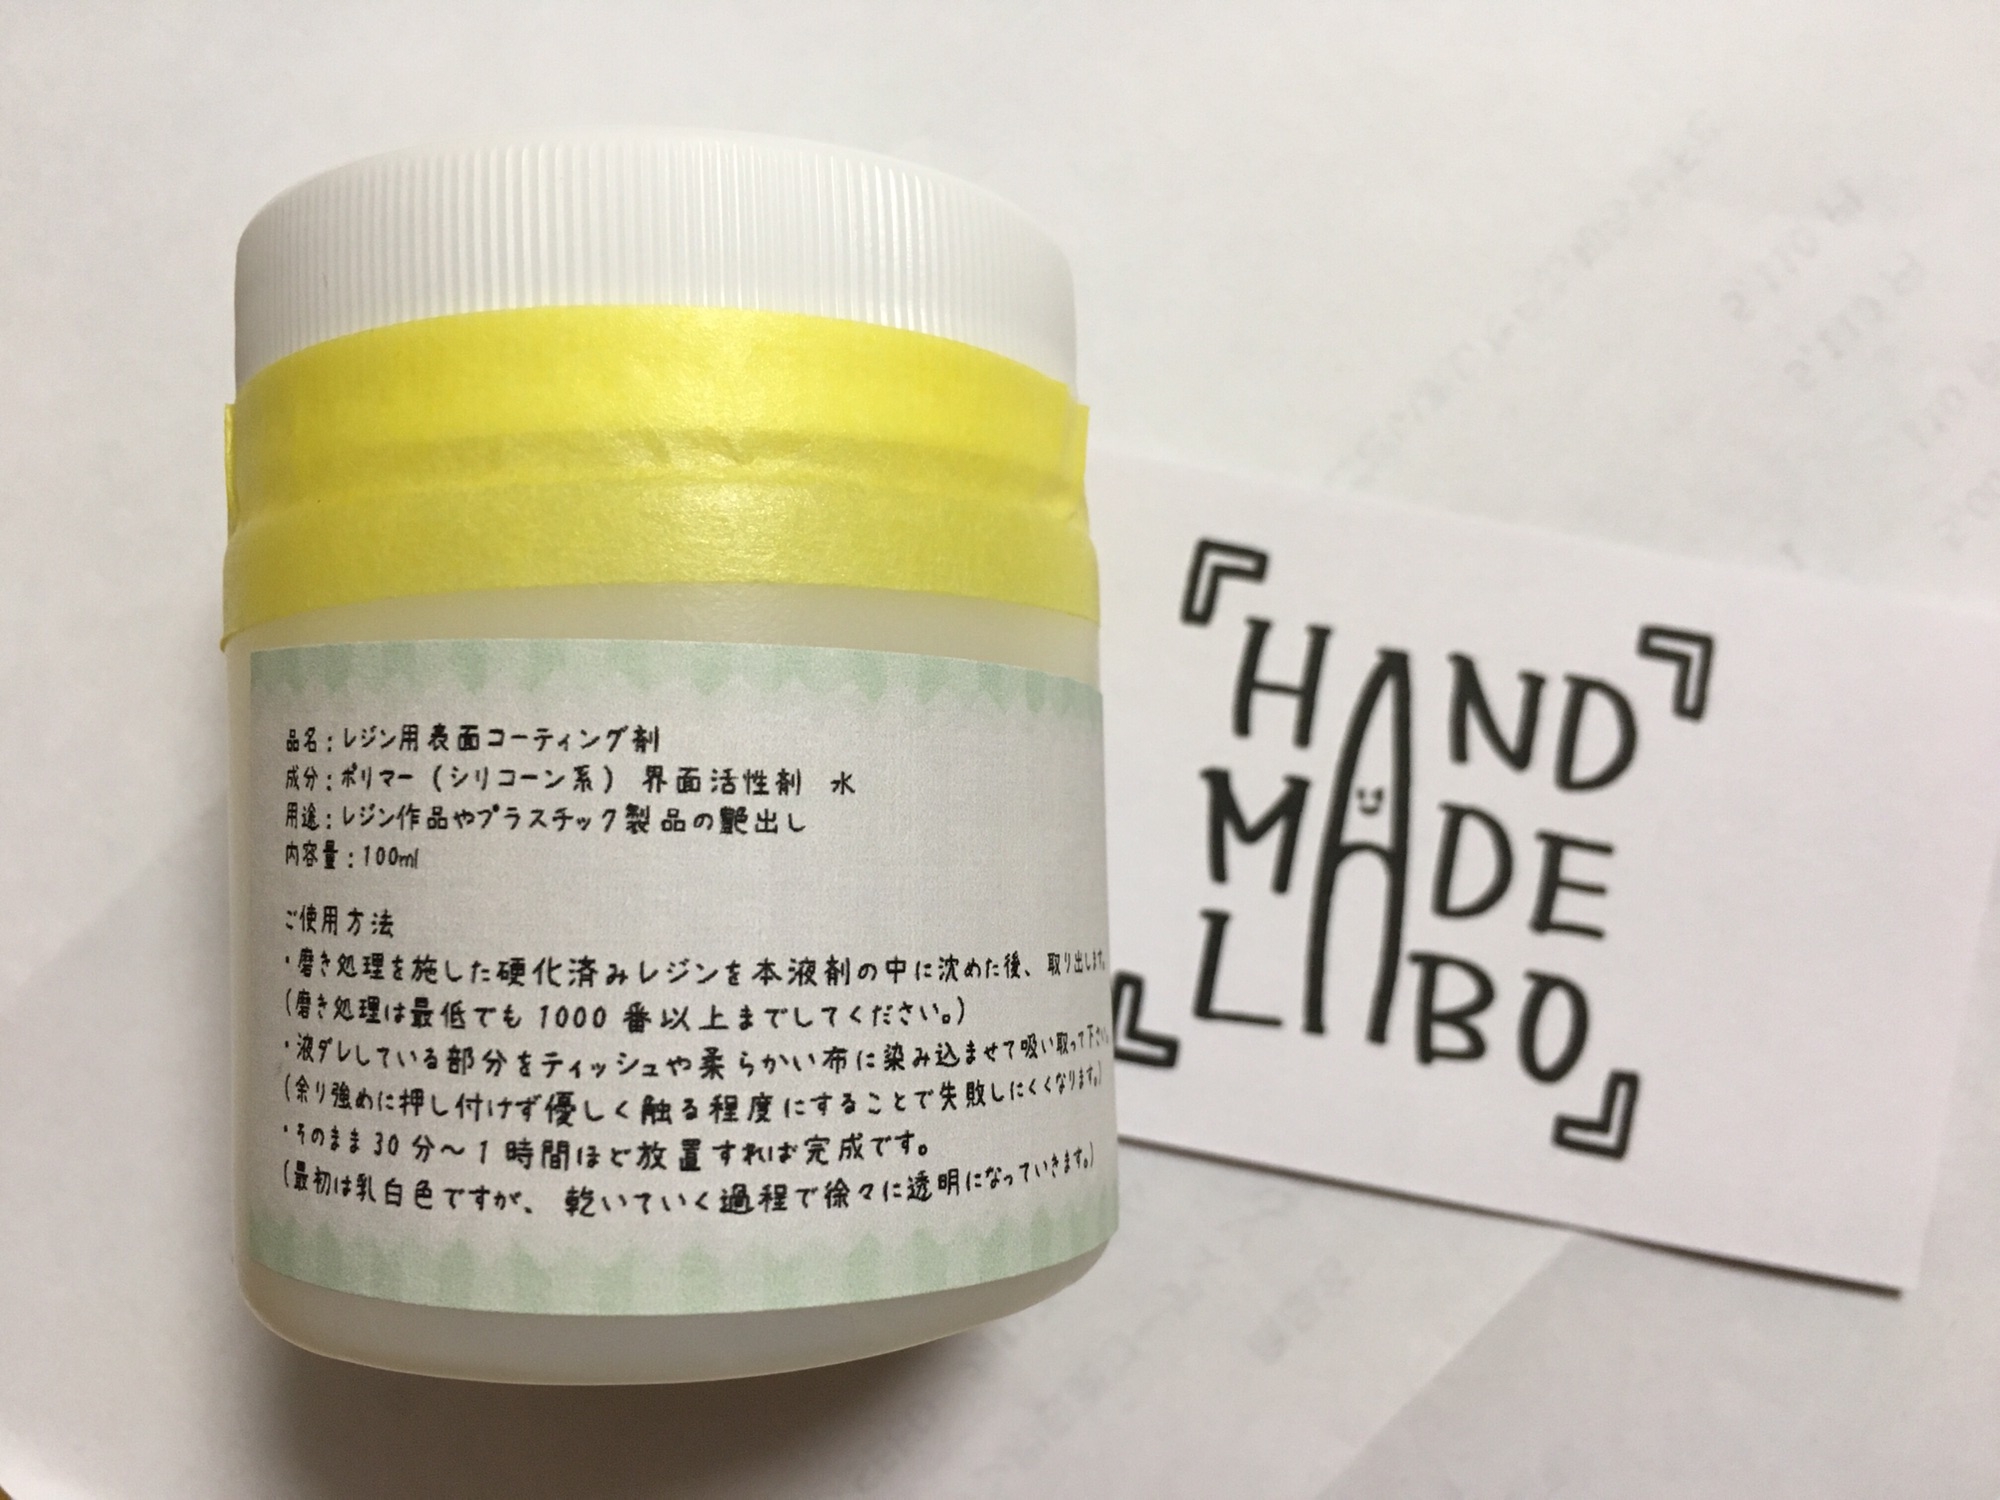 品名：レジン用表面コーティング剤
成分：ポリマー（シリコーン系） 界面活性剤 水
用途：レジン作品やプラスチック製品の艶出し
内容量：100ml
ご使用方法
・磨き処理を施した硬化済みレジンを本液剤の中に沈めた後、取り出します。
（磨き処理は最低でも1000番以上までしてください。）
・液ダレしている部分をティッシュや柔らかい布に染み込ませて吸い取って下さい。
（余り強めに押し付けず優しく触る程度にすることで失敗しにくくなります。）
・そのまま30分～1時間ほど放置すれば完成です。
（最初は乳白色ですが、乾いていく過程で徐々に透明になっていきます。）
『HAND
MADE
LABO』